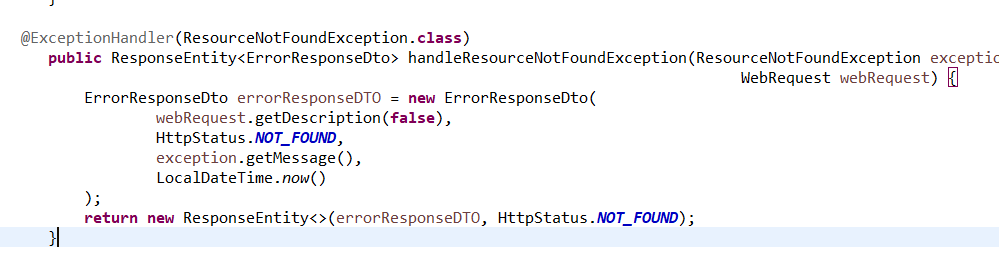 }
@ExceptionHandler(ResourceNotFoundException.class)
public ResponseEntity<ErrorResponseDto> handleResourceNotFoundException(ResourceNotFoundException exceptio
WebRequest webRequest) {
ErrorResponseDto errorResponseDTO = new ErrorResponseDto(
webRequest.getDescription(false),
HttpStatus.NOT_FOUND,
exception.getMessage(),
LocalDateTime.now()
);
return new ResponseEntity<>(errorResponseDTO, HttpStatus.NOT_FOUND);
}